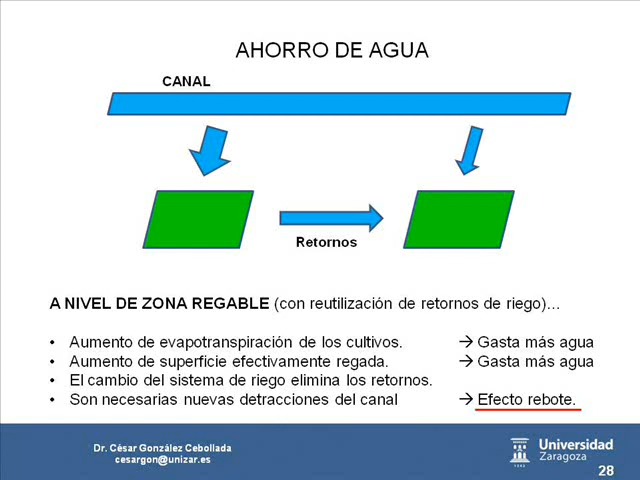 AHORRO DE AGUA
CANAL
Retornos
A NIVEL DE ZONA REGABLE (con reutilización de retornos de riego)…
• Aumento de evapotranspiración de los cultivos. → Gasta más agua
• Aumento de superficie efectivamente regada. → Gasta más agua
• El cambio del sistema de riego elimina los retornos.
• Son necesarias nuevas detracciones del canal → Efecto rebote.
Dr. César González Cebollada
cesargon@unizar.es
Universidad
Zaragoza
1542
28